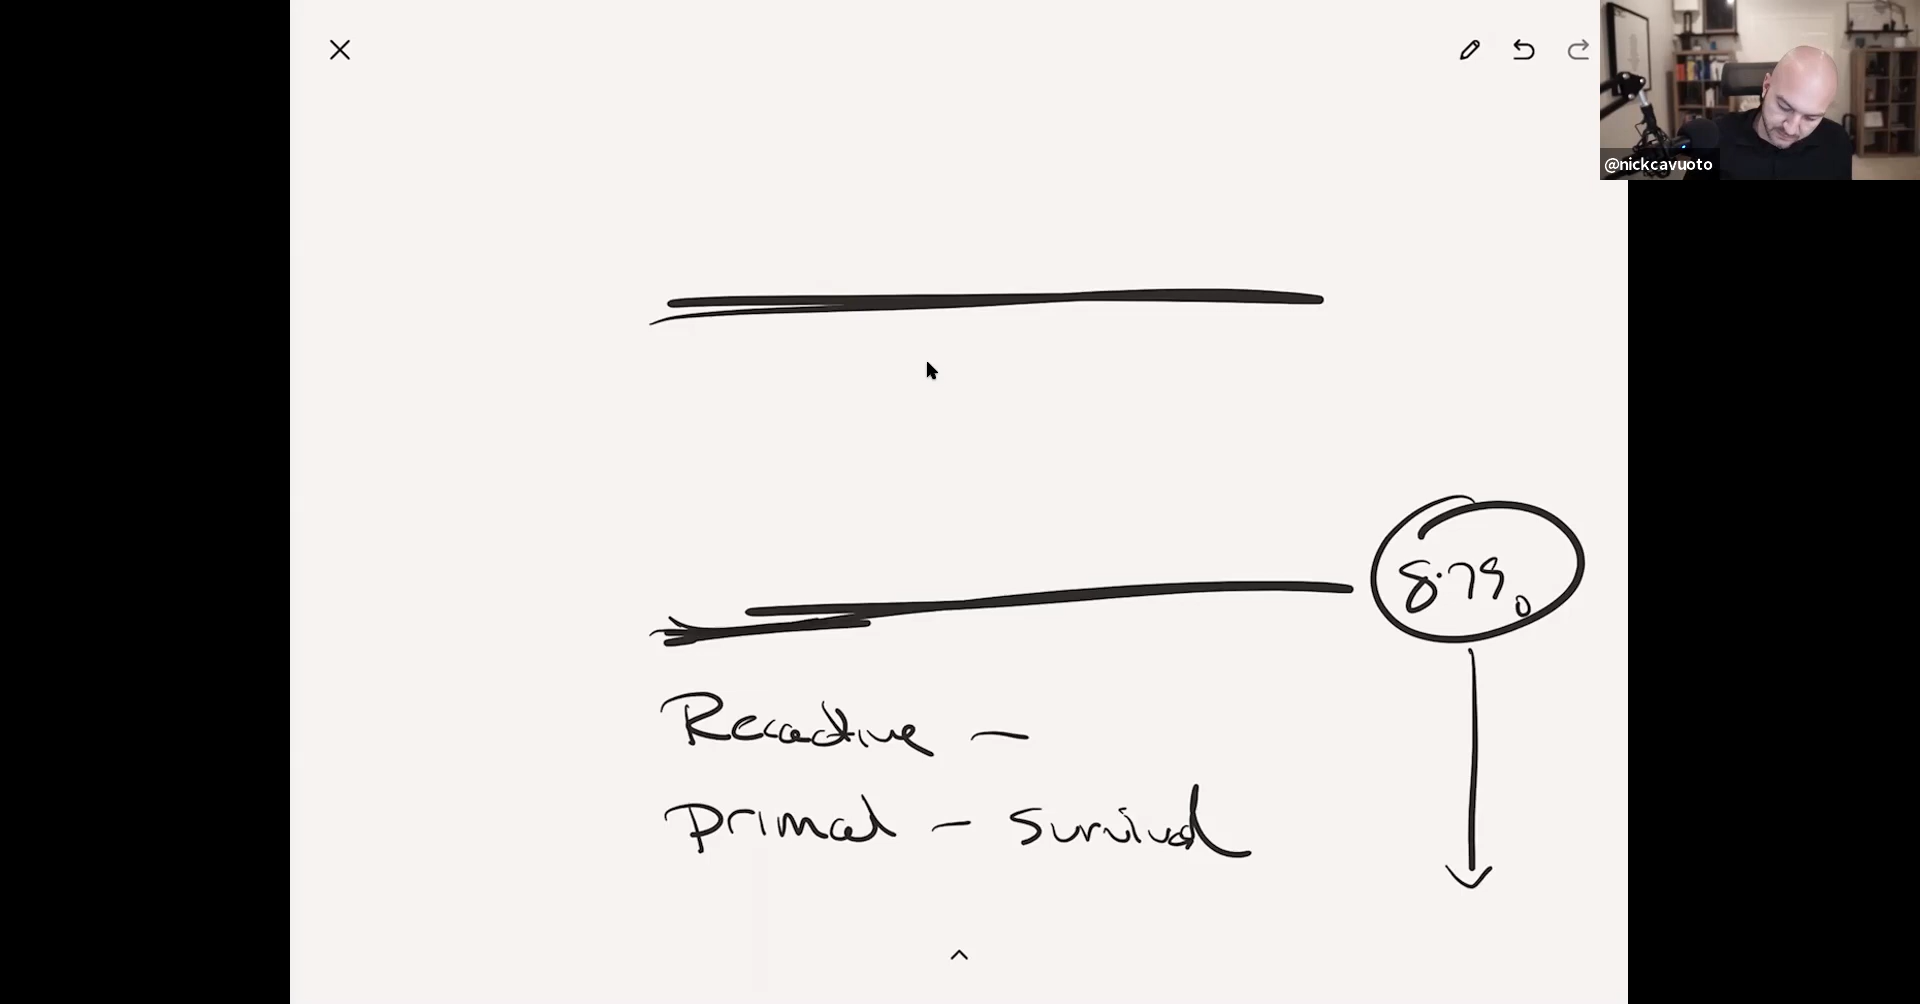 @nickcavuoto
8.79
Reactive –
Primal – Survival